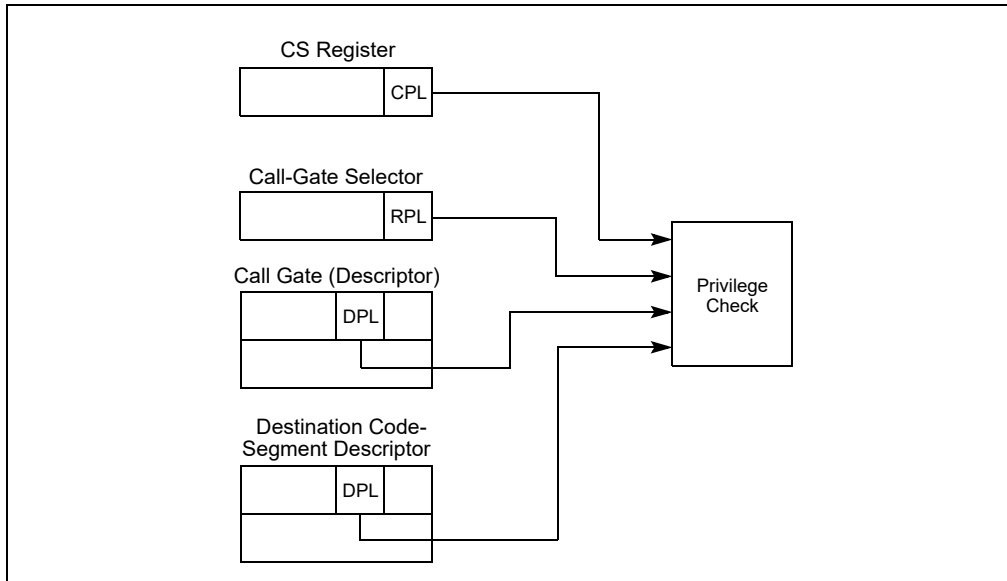 CS Register
CPL
Call-Gate Selector
RPL
Call Gate (Descriptor)
DPL
Privilege
Check
Destination Code-
Segment Descriptor
DPL